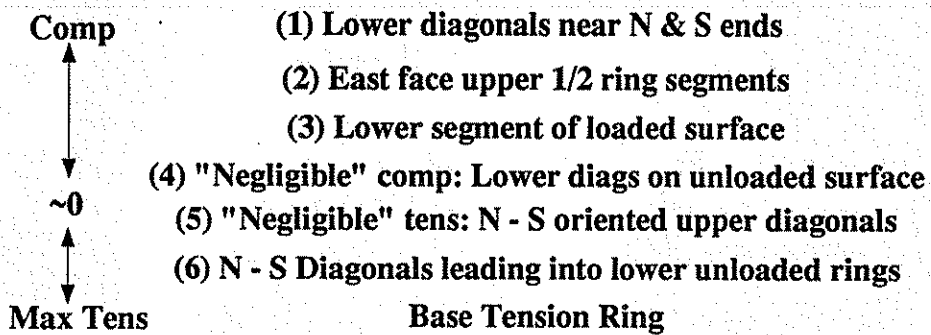 Comp (1) Lower diagonals near N & S ends
(2) East face upper 1/2 ring segments
(3) Lower segment of loaded surface
(4) "Negligible" comp: Lower diags on unloaded surface
~0
(5) "Negligible" tens: N - S oriented upper diagonals
(6) N - S Diagonals leading into lower unloaded rings
Max Tens Base Tension Ring